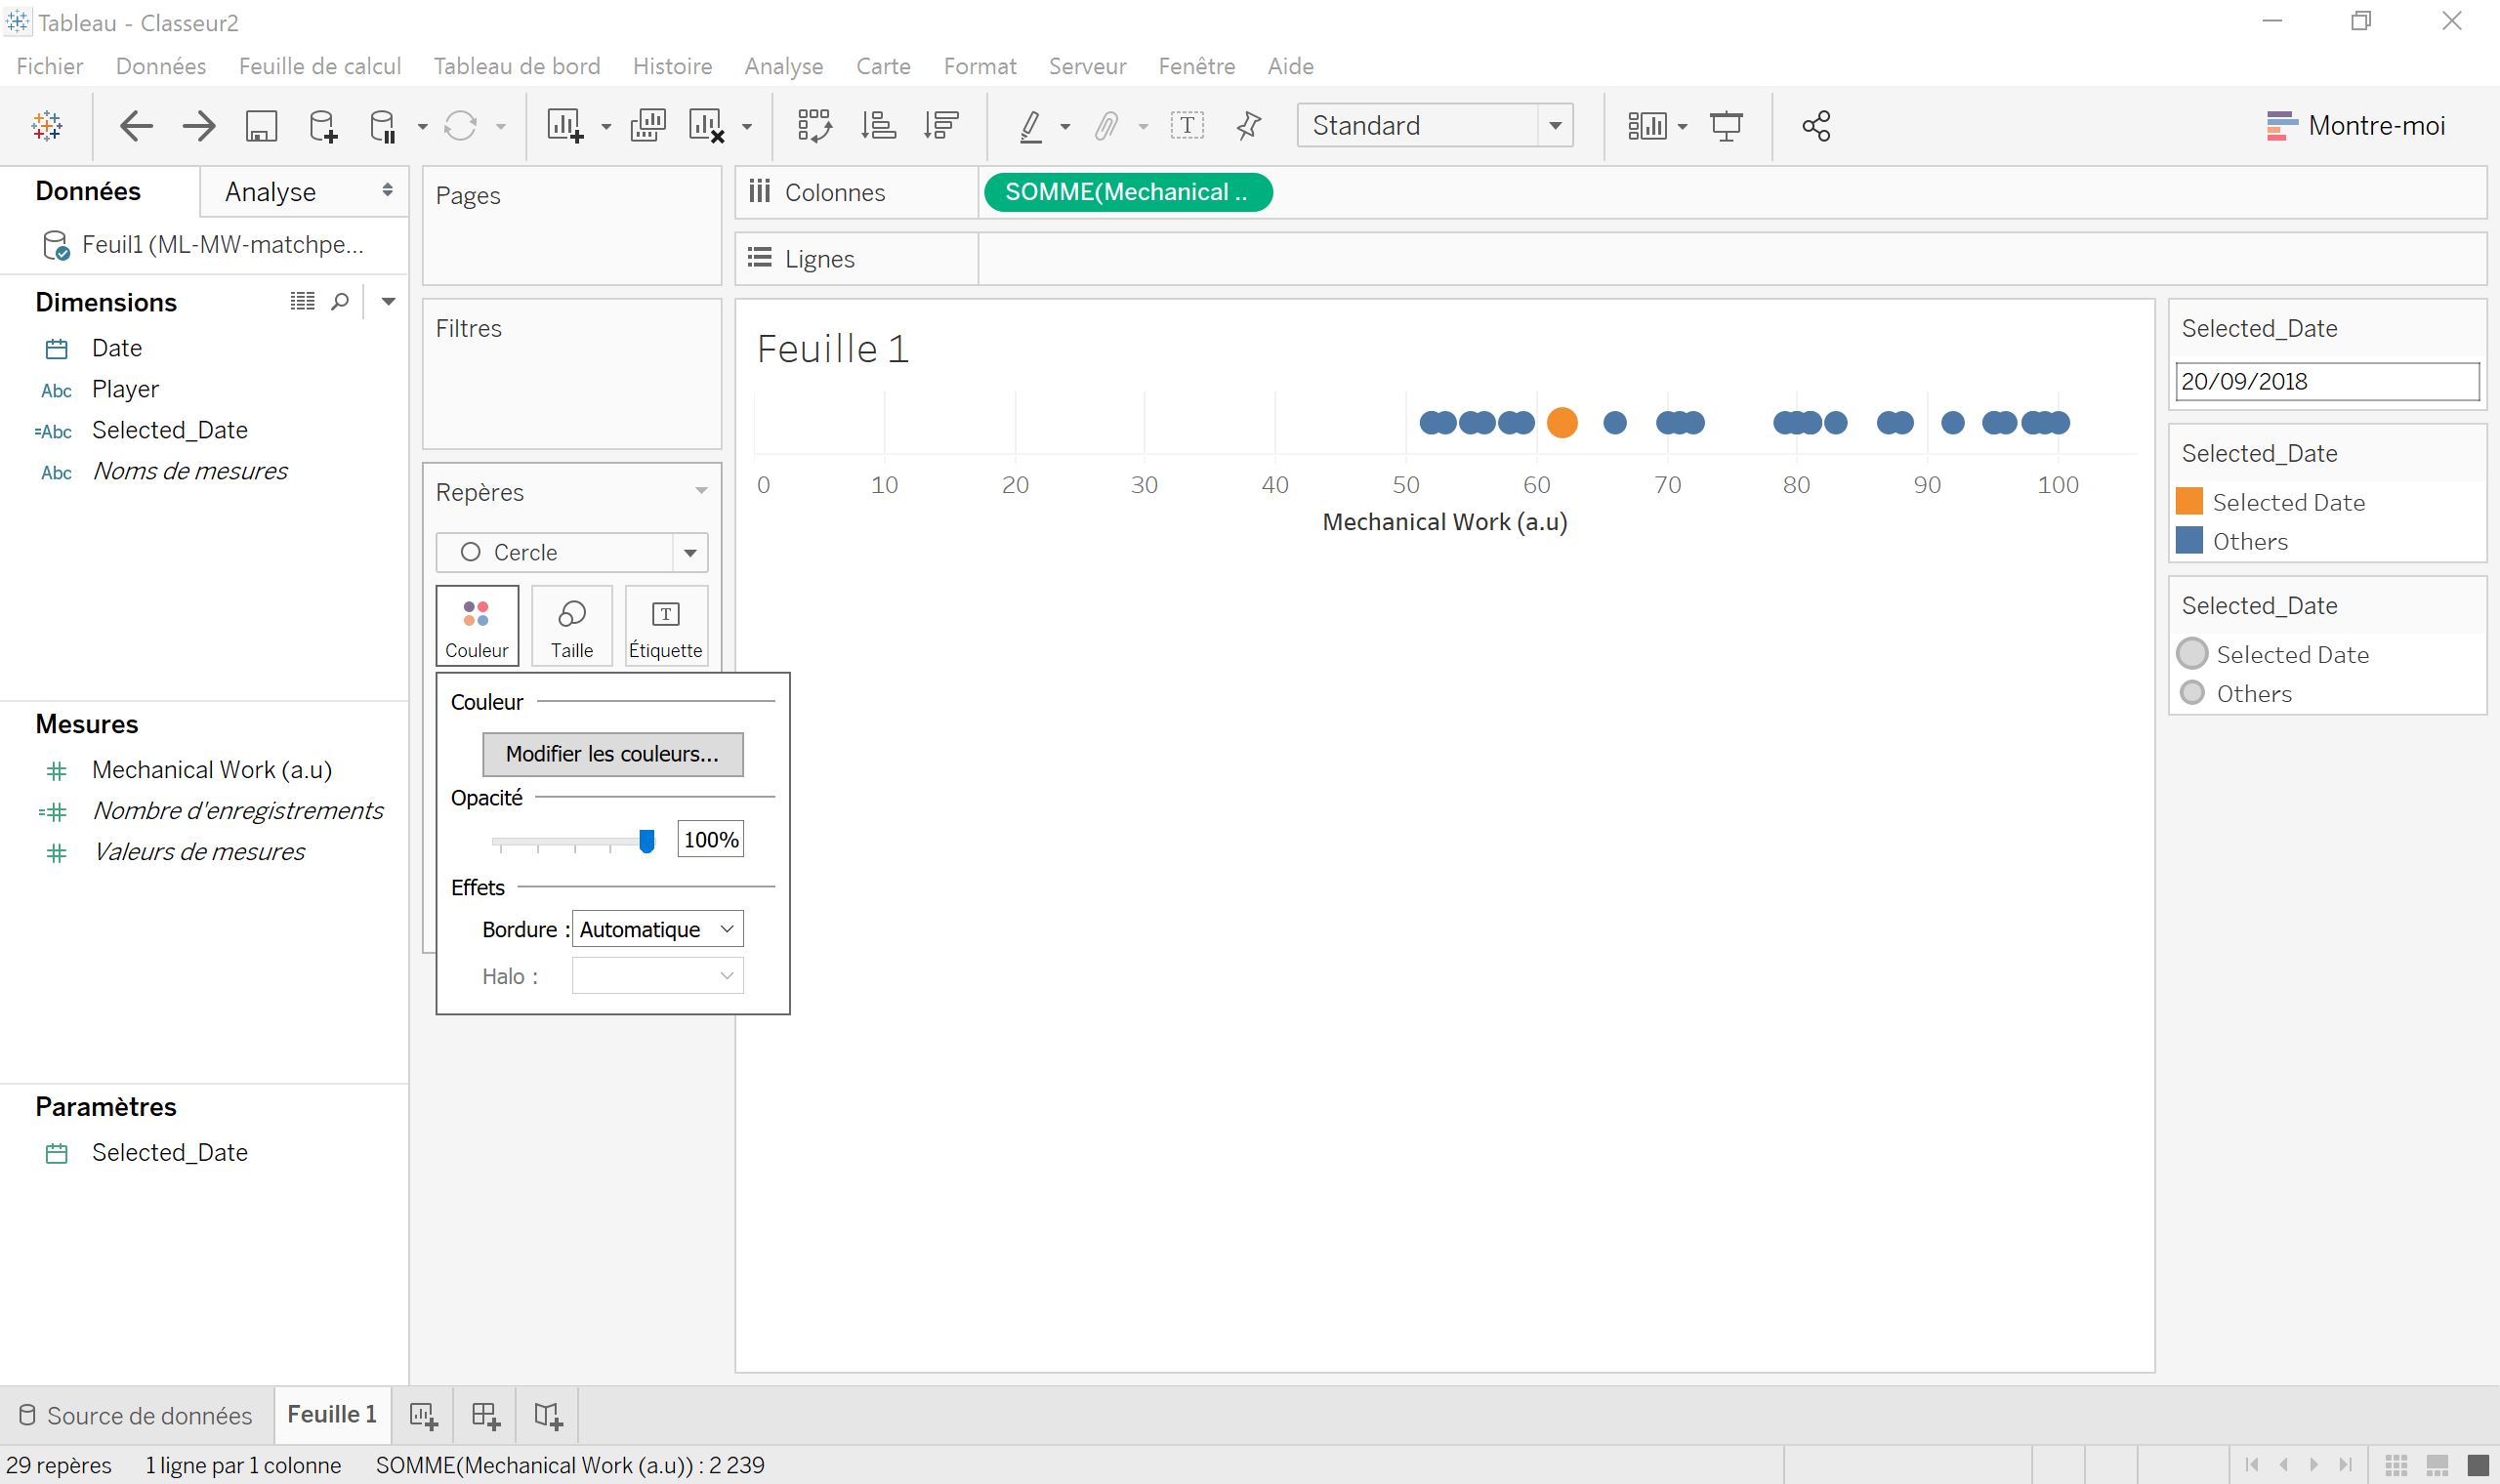 Tableau - Classeur2
Fichier Données Feuille de calcul Tableau de bord Histoire Analyse Carte Format Serveur Fenêtre Aide
Standard
Montre-moi
Données
Analyse
Feuil1 (ML-MW-matchpe...
Dimensions
Date
Abc Player
=Abc Selected_Date
Abc Noms de mesures
Mesures
Mechanical Work (a.u)
Nombre d'enregistrements
Valeurs de mesures
Paramètres
Selected_Date
Pages
Filtres
Repères
Cercle
Couleur
Taille
T
Étiquette
Couleur
Modifier les couleurs...
Opacité
100%
Effets
Bordure : Automatique
Halo :
Colonnes
SOMME(Mechanical ..
Lignes
Feuille 1
0 10 20 30 40 50 60 70 80 90 100
Mechanical Work (a.u)
Selected_Date
20/09/2018
Selected_Date
Selected Date
Others
Selected_Date
Selected Date
Others
Source de données
Feuille 1
29 repères 1 ligne par 1 colonne SOMME(Mechanical Work (a.u)) : 2 239